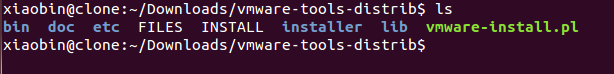 xiaobin@clone:~/Downloads/vmware-tools-distrib$ ls
bin doc etc FILES INSTALL installer lib vmware-install.pl
xiaobin@clone:~/Downloads/vmware-tools-distrib$